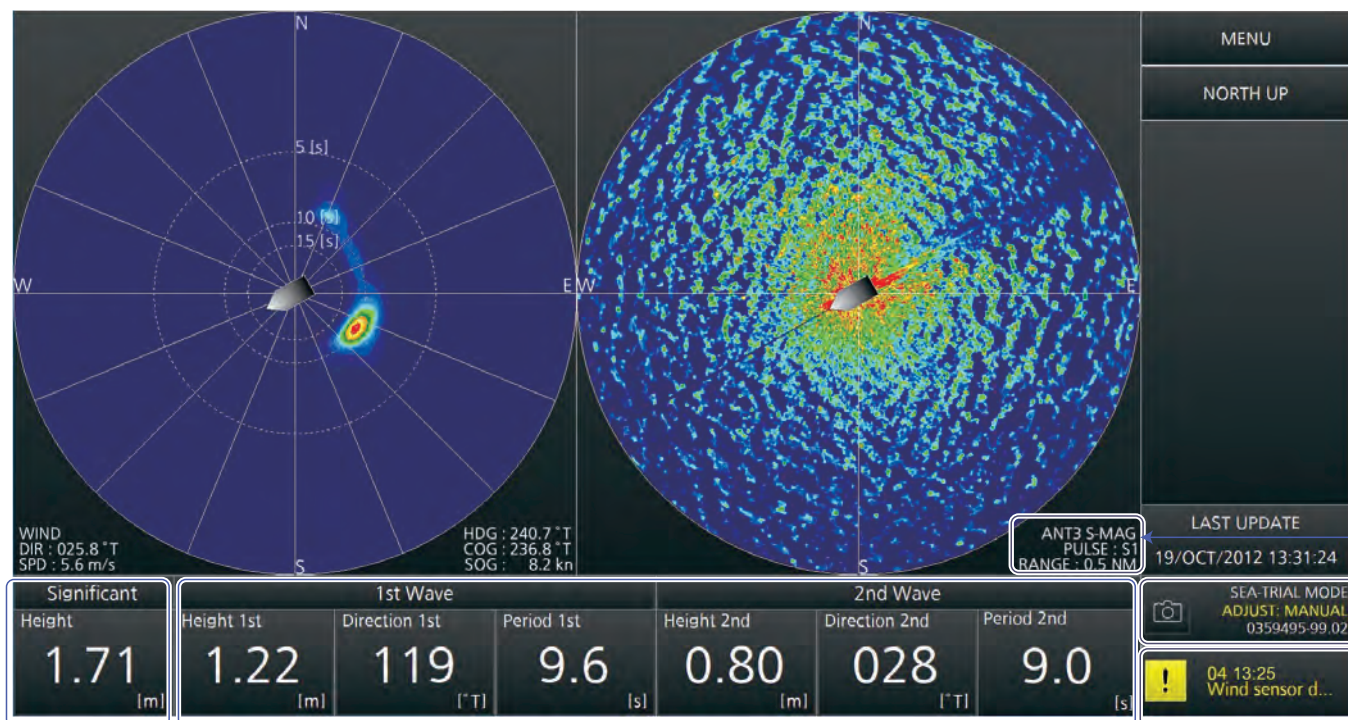 N
5 [s]
10 [s]
15 [s]
W
E
S
WIND
DIR : 025.8 °T
SPD : 5.6 m/s
HDG : 240.7 °T
COG : 236.8 °T
SOG : 8.2 kn
N
W
E
S
ANT3 S-MAG
PULSE : S1
RANGE : 0.5 NM
MENU
NORTH UP
LAST UPDATE
19/OCT/2012 13:31:24
Significant
Height
1.71
[m]
1st Wave
Height 1st
1.22
[m]
Direction 1st
119
[°T]
Period 1st
9.6
[s]
2nd Wave
Height 2nd
0.80
[m]
Direction 2nd
028
[°T]
Period 2nd
9.0
[s]
SEA-TRIAL MODE
ADJUST: MANUAL
0359495-99.02
!
04 13:25
Wind sensor d...